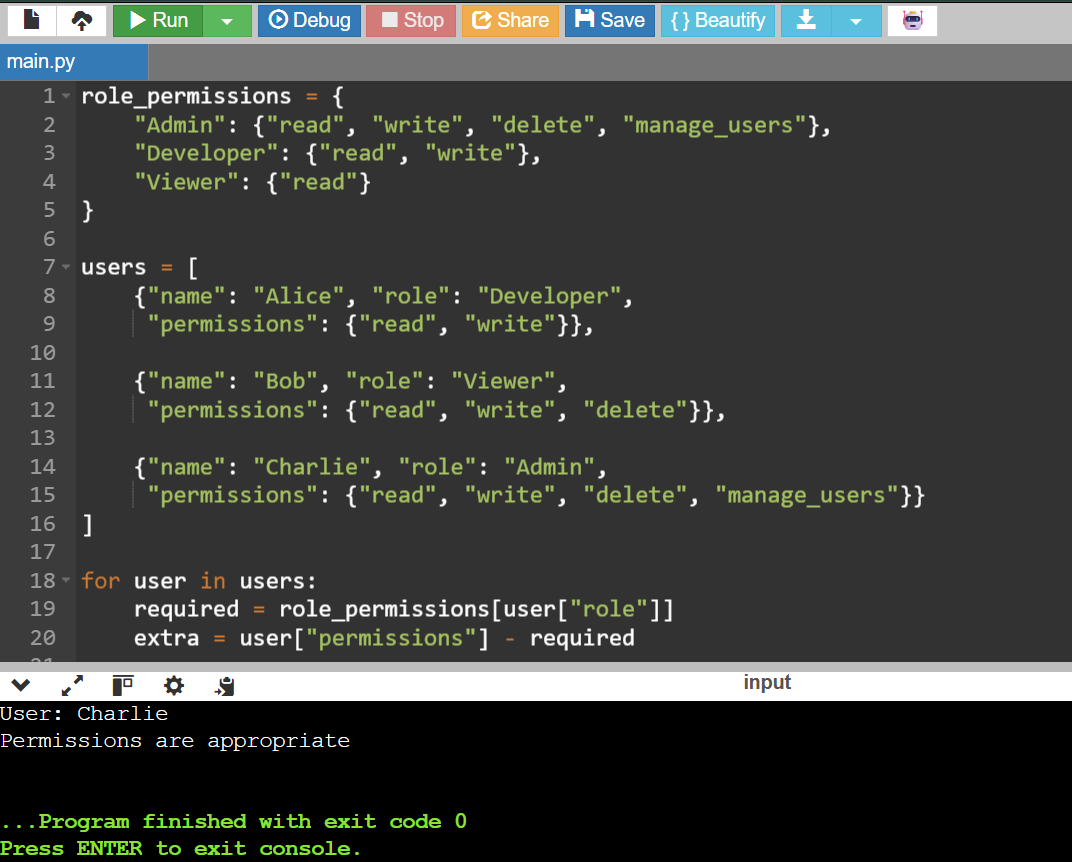 Run Debug Stop Share Save { } Beautify
main.py
1 role_permissions = {
2     "Admin": {"read", "write", "delete", "manage_users"},
3     "Developer": {"read", "write"},
4     "Viewer": {"read"}
5 }
6
7 users = [
8     {"name": "Alice", "role": "Developer",
9      "permissions": {"read", "write"}},
10
11     {"name": "Bob", "role": "Viewer",
12      "permissions": {"read", "write", "delete"}},
13
14     {"name": "Charlie", "role": "Admin",
15      "permissions": {"read", "write", "delete", "manage_users"}}
16 ]
17
18 for user in users:
19     required = role_permissions[user["role"]]
20     extra = user["permissions"] - required
21
input
User: Charlie
Permissions are appropriate
...Program finished with exit code 0
Press ENTER to exit console.